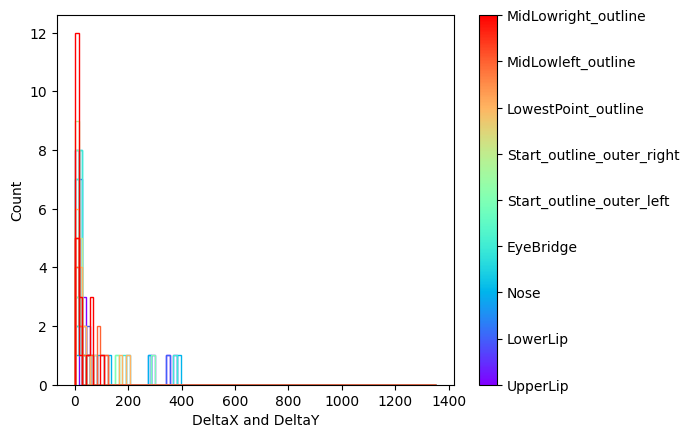 12
10
8
6
4
2
0
Count
0
200
400
600
800
1000
1200
1400
DeltaX and DeltaY
MidLowright_outline
MidLowleft_outline
LowestPoint_outline
Start_outline_outer_right
Start_outline_outer_left
EyeBridge
Nose
LowerLip
UpperLip